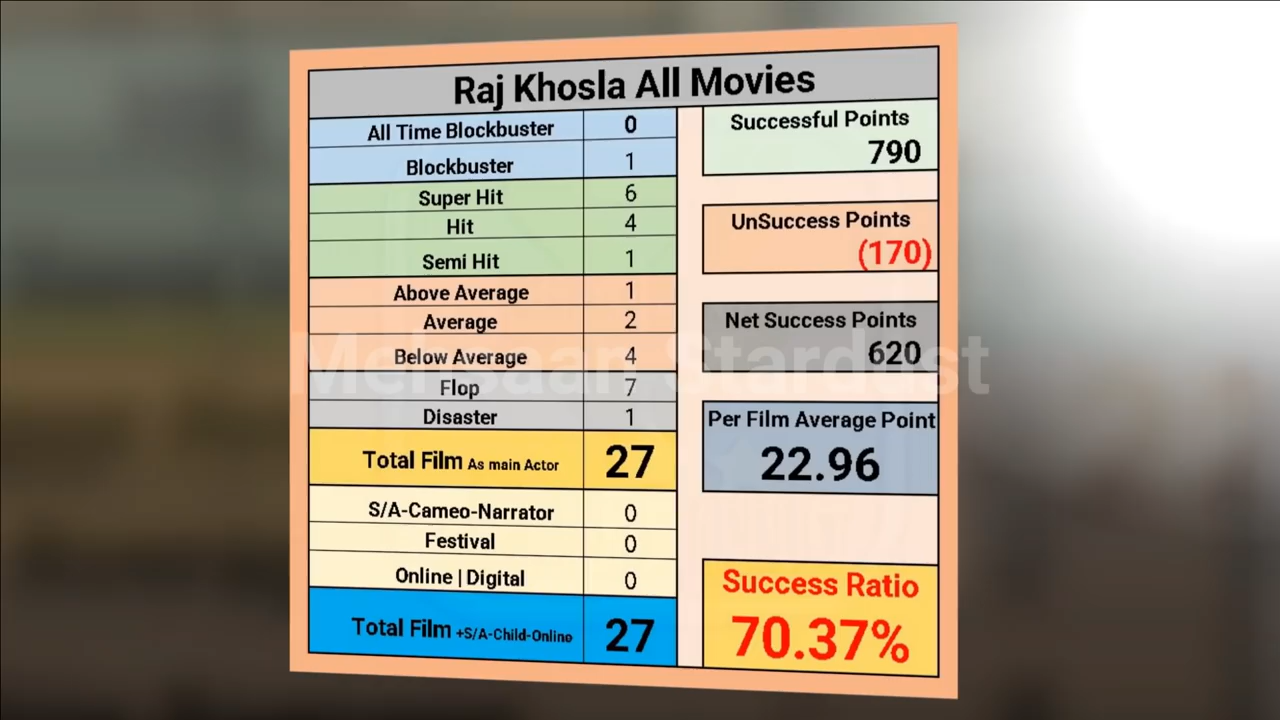 Raj Khosla All Movies
All Time Blockbuster 0
Blockbuster 1
Super Hit 6
Hit 4
Semi Hit 1
Above Average 1
Average 2
Below Average 4
Flop 7
Disaster 1
Total Film As main Actor 27
S/A-Cameo-Narrator 0
Festival 0
Online | Digital 0
Total Film +S/A-Child-Online 27
Successful Points
790
UnSuccess Points
(170)
Net Success Points
620
Per Film Average Point
22.96
Success Ratio
70.37%
Mehsaan Stardust